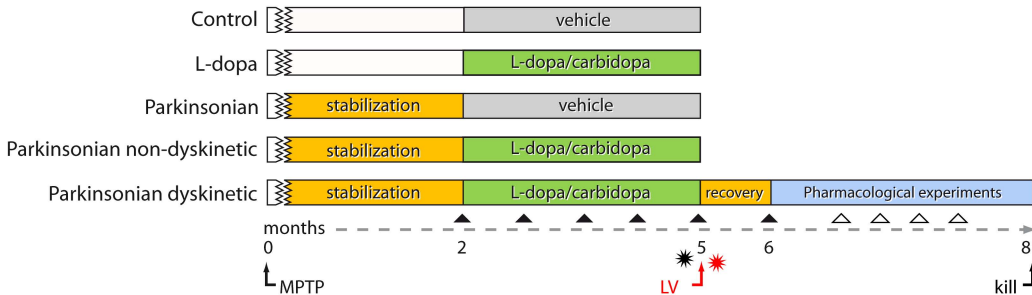 Control vehicle
L-dopa L-dopa/carbidopa
Parkinsonian stabilization vehicle
Parkinsonian non-dyskinetic stabilization L-dopa/carbidopa
Parkinsonian dyskinetic stabilization L-dopa/carbidopa recovery Pharmacological experiments
months
0 2 5 6 8
MPTP LV kill